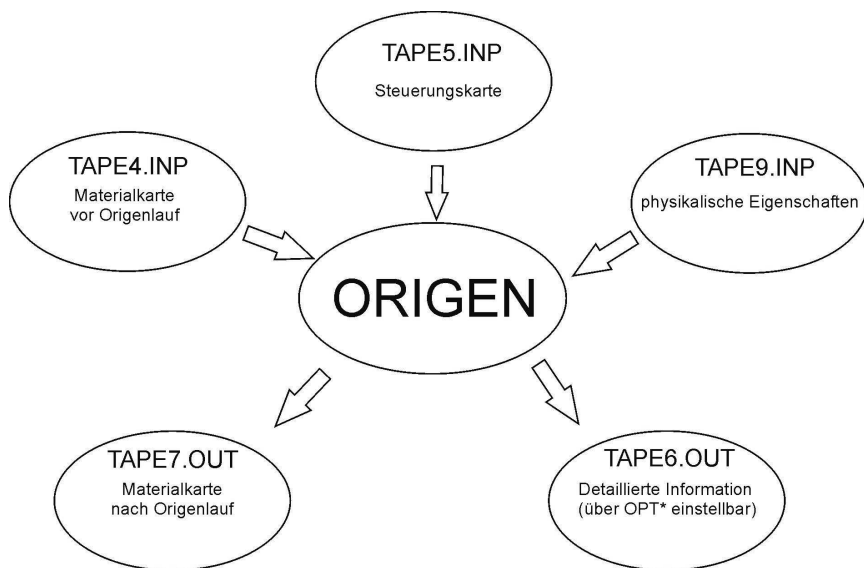 TAPE5.INP
Steuerungskarte
TAPE4.INP
Materialkarte
vor Origenlauf
TAPE9.INP
physikalische Eigenschaften
ORIGEN
TAPE7.OUT
Materialkarte
nach Origenlauf
TAPE6.OUT
Detaillierte Information
(über OPT* einstellbar)